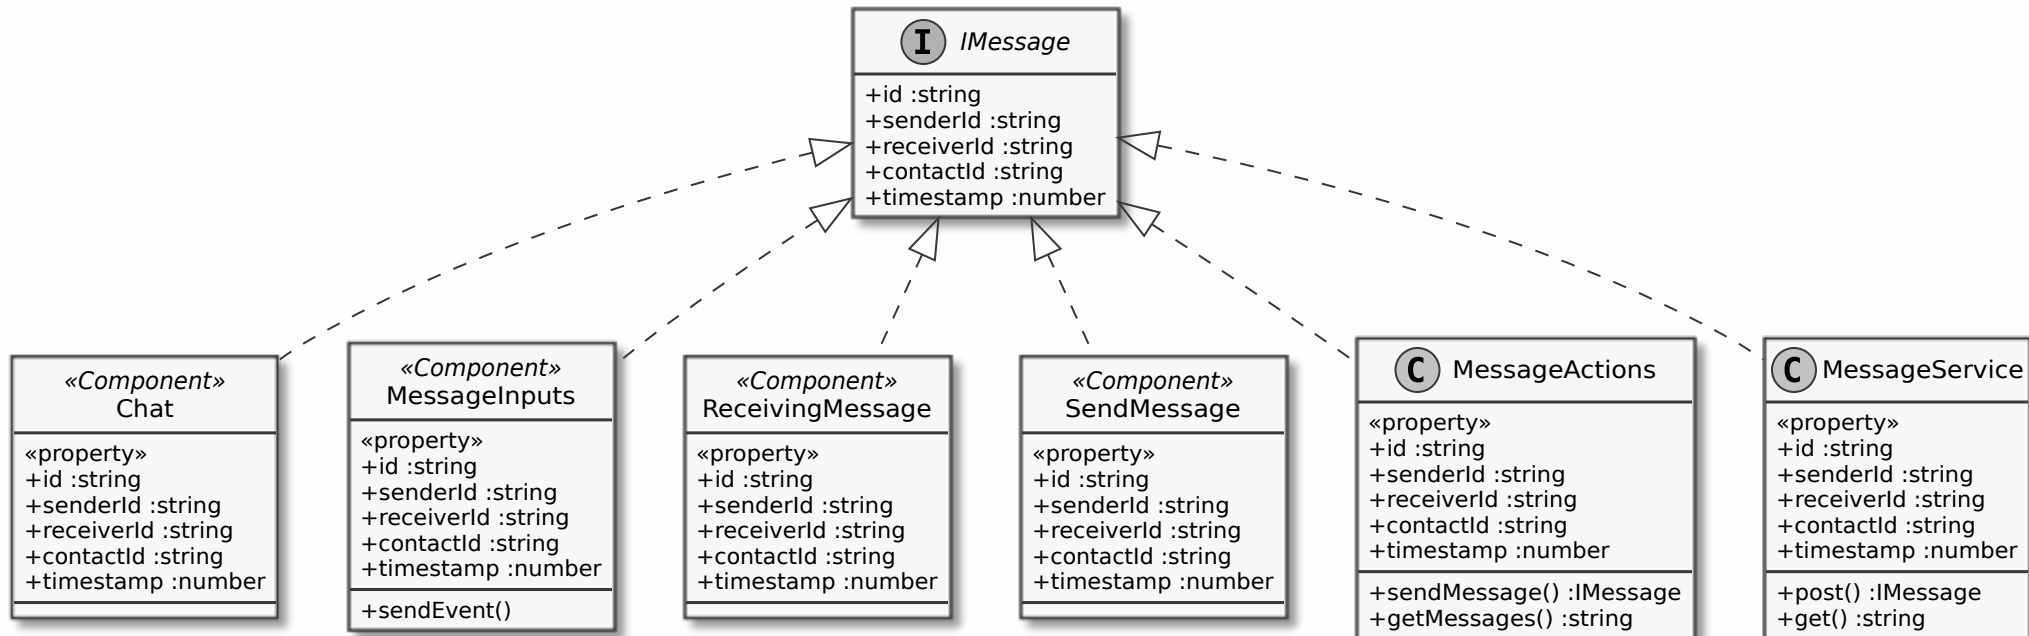 I IMessage
+id :string
+senderId :string
+receiverId :string
+contactId :string
+timestamp :number
«Component»
Chat
«property»
+id :string
+senderId :string
+receiverId :string
+contactId :string
+timestamp :number
«Component»
MessageInputs
«property»
+id :string
+senderId :string
+receiverId :string
+contactId :string
+timestamp :number
+sendEvent()
«Component»
ReceivingMessage
«property»
+id :string
+senderId :string
+receiverId :string
+contactId :string
+timestamp :number
«Component»
SendMessage
«property»
+id :string
+senderId :string
+receiverId :string
+contactId :string
+timestamp :number
C MessageActions
«property»
+id :string
+senderId :string
+receiverId :string
+contactId :string
+timestamp :number
+sendMessage() :IMessage
+getMessages() :string
C MessageService
«property»
+id :string
+senderId :string
+receiverId :string
+contactId :string
+timestamp :number
+post() :IMessage
+get() :string